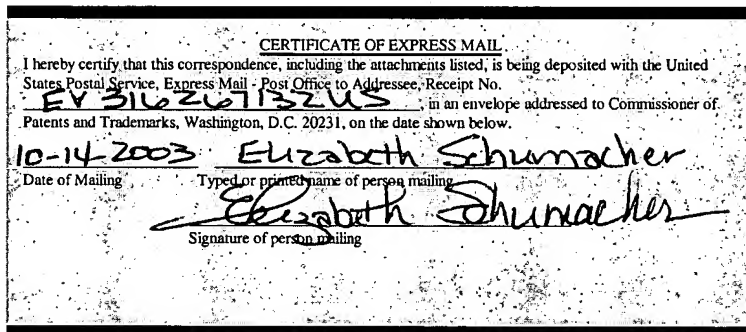 CERTIFICATE OF EXPRESS MAIL
I hereby certify that this correspondence, including the attachments listed, is being deposited with the United
States Postal Service, Express Mail - Post Office to Addressee, Receipt No.
EV 316267132US in an envelope addressed to Commissioner of
Patents and Trademarks, Washington, D.C. 20231, on the date shown below.
10-14-2003 Elizabeth Schumacher
Date of Mailing Typed or printed name of person mailing
Elizabeth Schumacher
Signature of person mailing